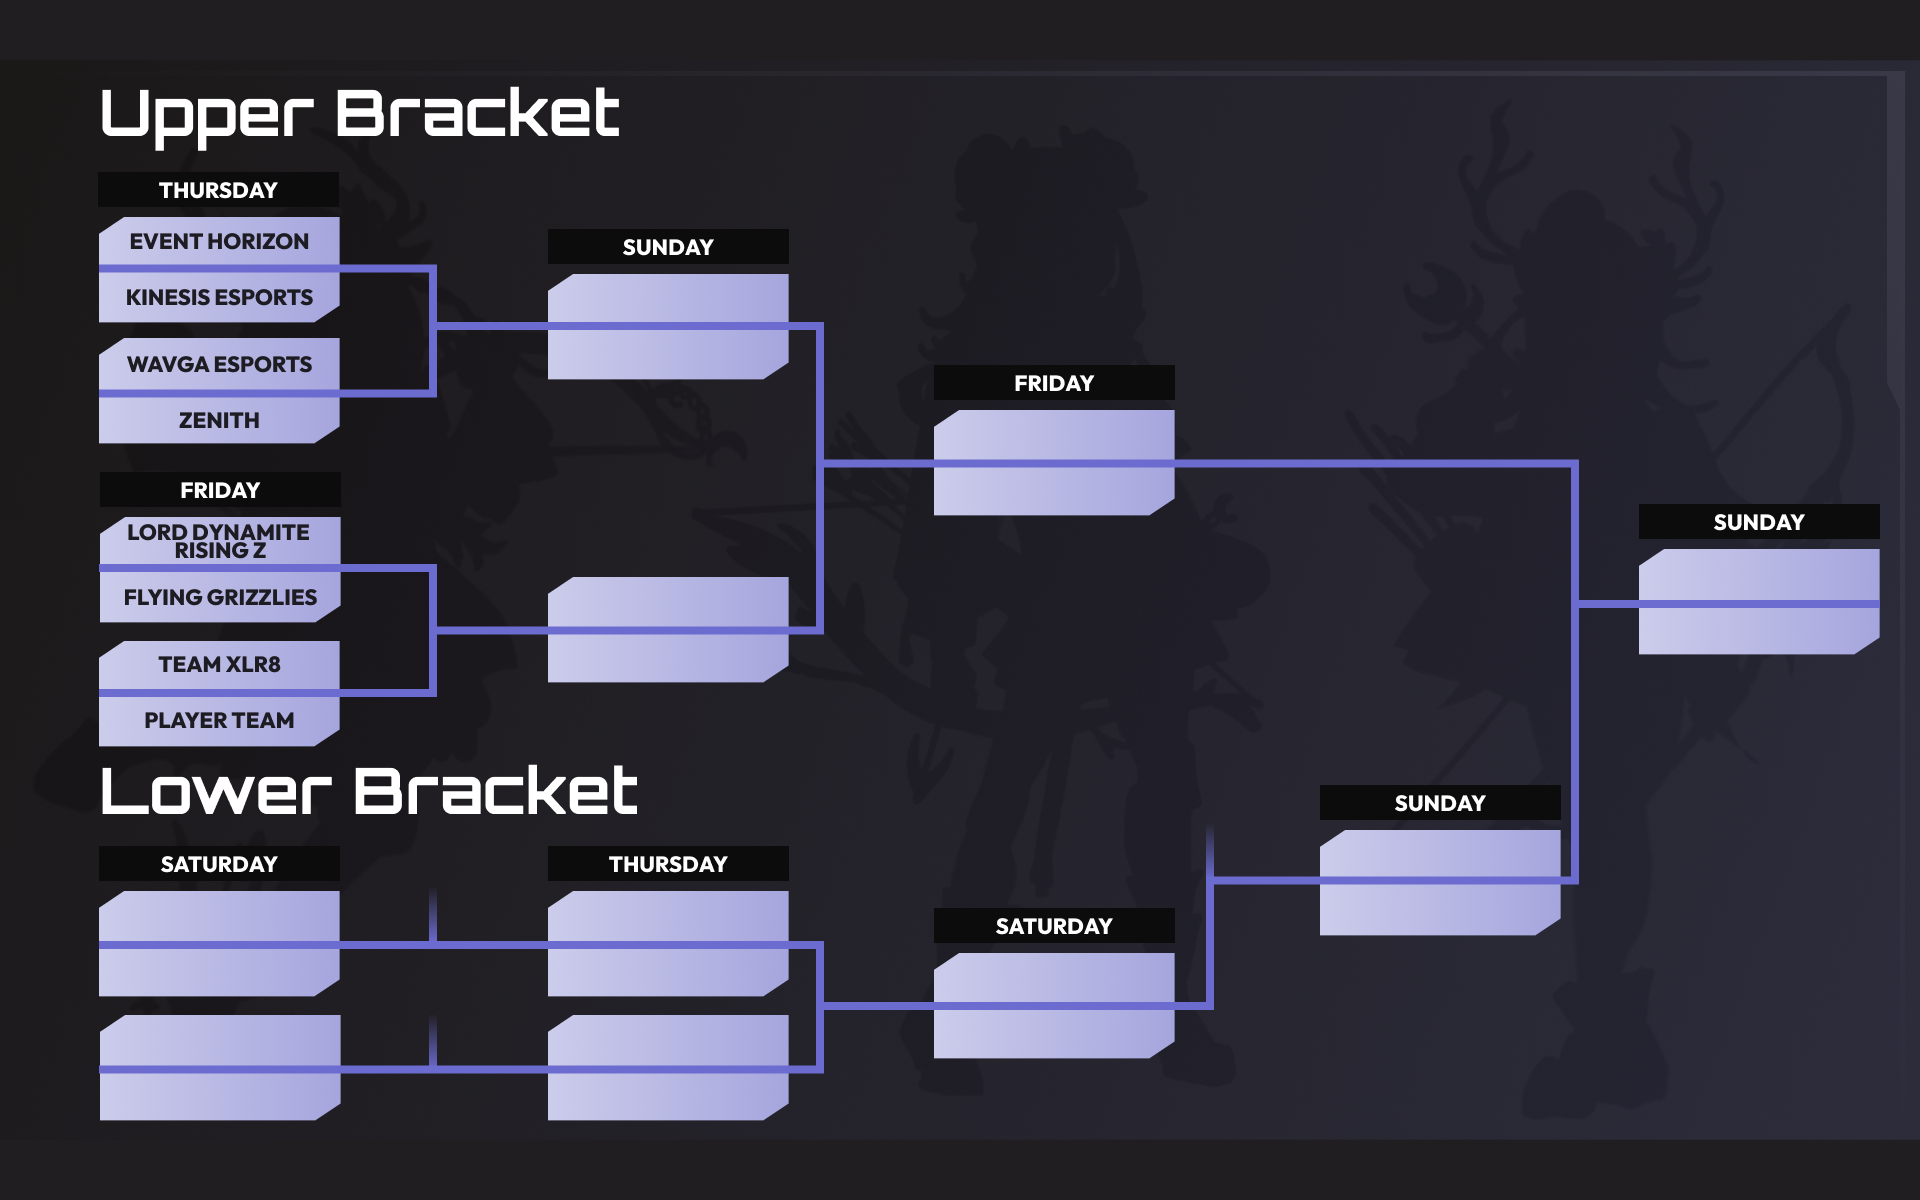 Upper Bracket
THURSDAY
EVENT HORIZON
KINESIS ESPORTS
WAVGA ESPORTS
ZENITH
FRIDAY
LORD DYNAMITE
RISING Z
FLYING GRIZZLIES
TEAM XLR8
PLAYER TEAM
SUNDAY
FRIDAY
SUNDAY
Lower Bracket
SATURDAY
THURSDAY
SATURDAY
SUNDAY